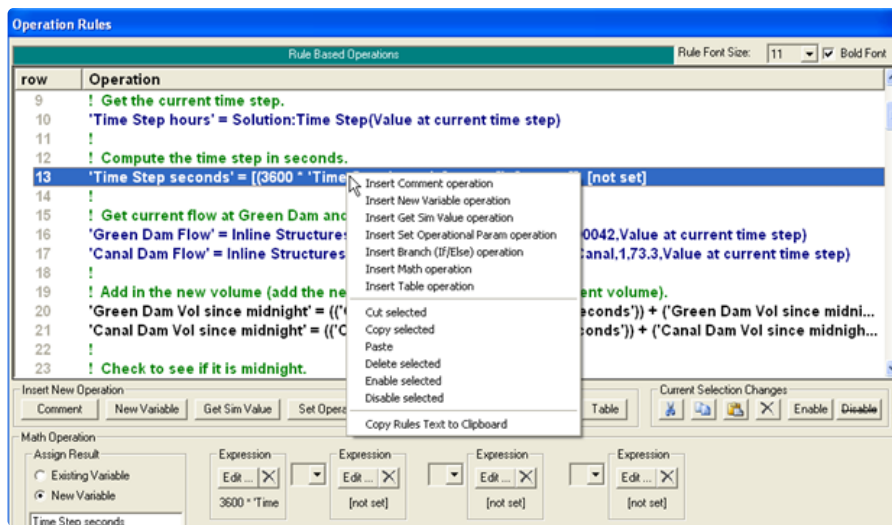 Operation Rules
Rule Based Operations Rule Font Size: 11 Bold Font
row Operation
9 ! Get the current time step.
10 'Time Step hours' = Solution:Time Step(Value at current time step)
11 !
12 ! Compute the time step in seconds.
13 'Time Step seconds' = [(3600 * 'Time [not set]
14 !
15 ! Get current flow at Green Dam and
16 'Green Dam Flow' = Inline Structures 0042,Value at current time step)
17 'Canal Dam Flow' = Inline Structures Canal,1,73.3,Value at current time step)
18 !
19 ! Add in the new volume (add the ne ent volume).
20 'Green Dam Vol since midnight' = (( econds')) + ('Green Dam Vol since midni...
21 'Canal Dam Vol since midnight' = (('C onds')) + ('Canal Dam Vol since midnigh...
22 !
23 ! Check to see if it is midnight.
Insert Comment operation
Insert New Variable operation
Insert Get Sim Value operation
Insert Set Operational Param operation
Insert Branch (If/Else) operation
Insert Math operation
Insert Table operation
Cut selected
Copy selected
Paste
Delete selected
Enable selected
Disable selected
Copy Rules Text to Clipboard
Insert New Operation Current Selection Changes
Comment New Variable Get Sim Value Set Opera Table Enable Disable
Math Operation
Assign Result Expression Expression Expression Expression
Existing Variable Edit ... Edit ... Edit ... Edit ...
New Variable 3600 * 'Time [not set] [not set] [not set]
Time Step seconds